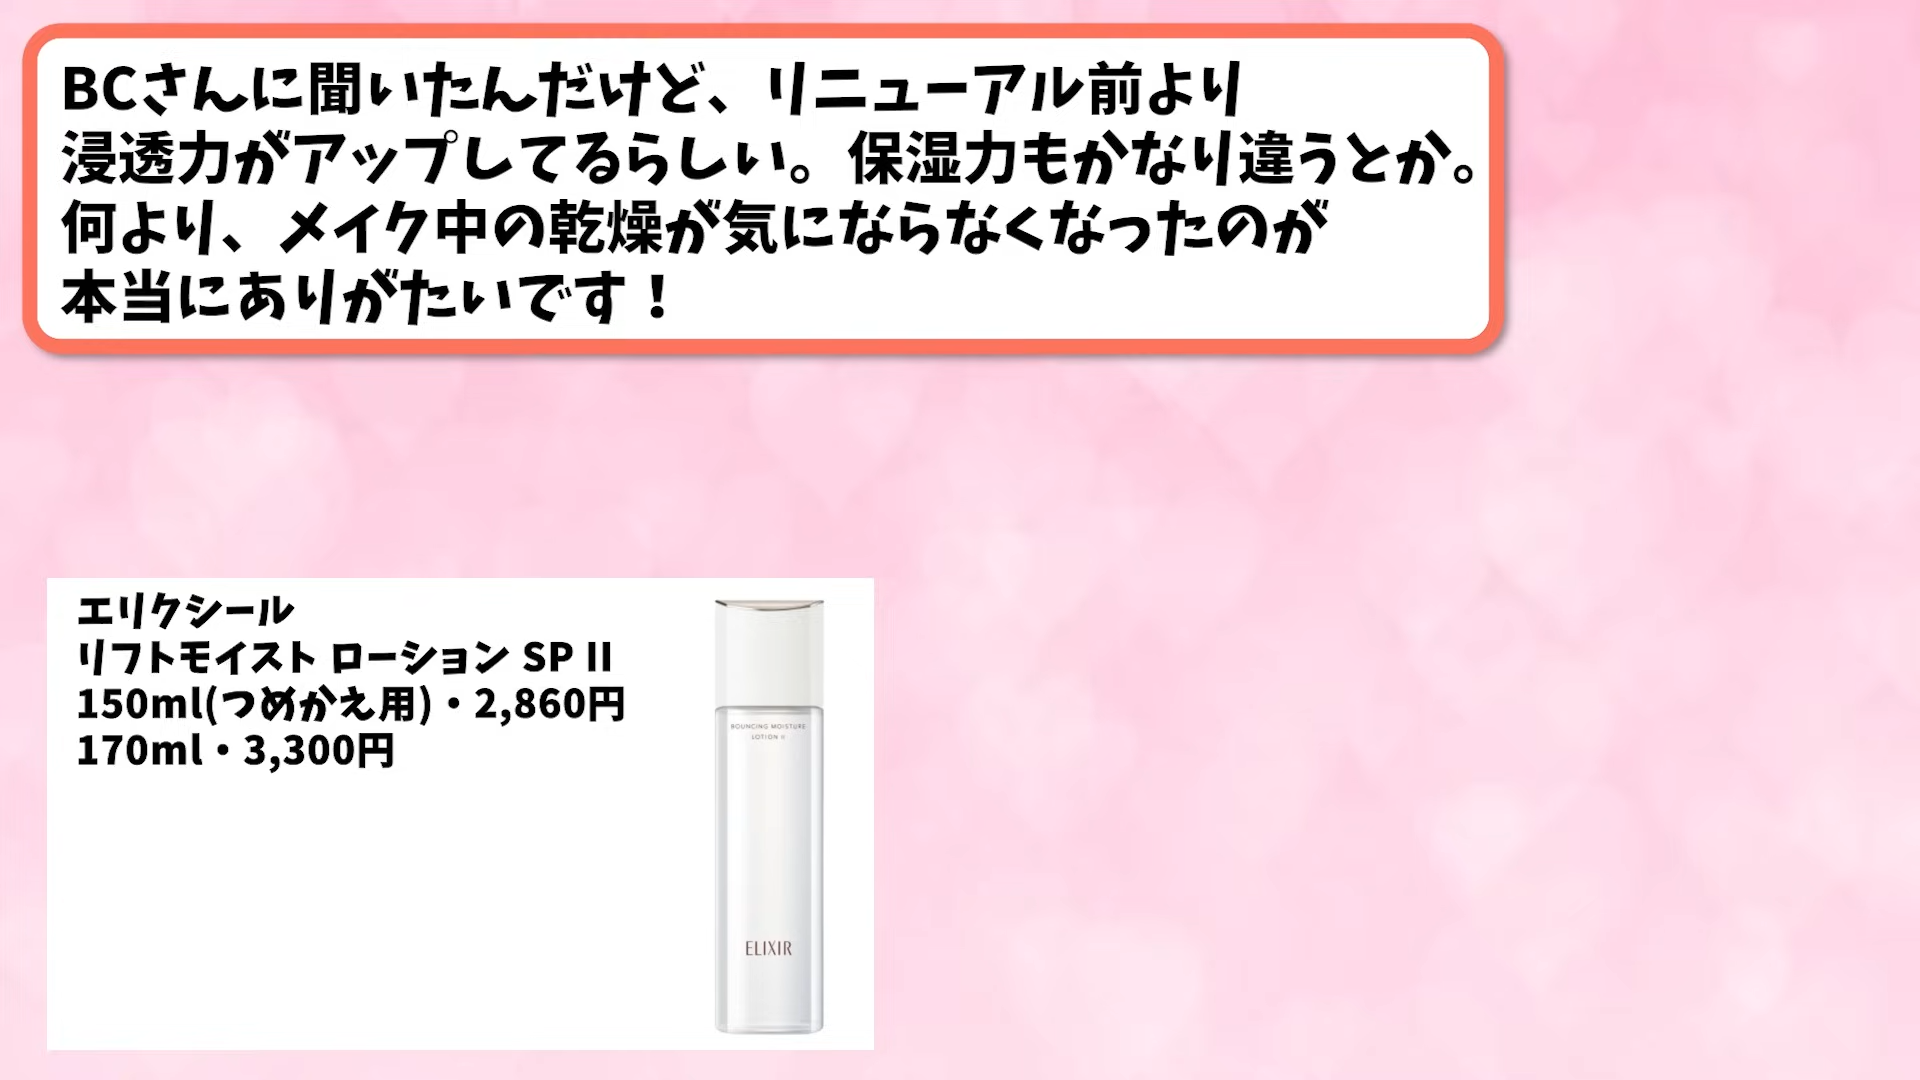 BCさんに聞いたんだけど、リニューアル前より
浸透力がアップしてるらしい。保湿力もかなり違うとか。
何より、メイク中の乾燥が気にならなくなったのが
本当にありがたいです！
エリクシール
リフトモイスト ローション SP II
150ml(つめかえ用)・2,860円
170ml・3,300円
BOUNCING MOISTURE
LOTION II
ELIXIR